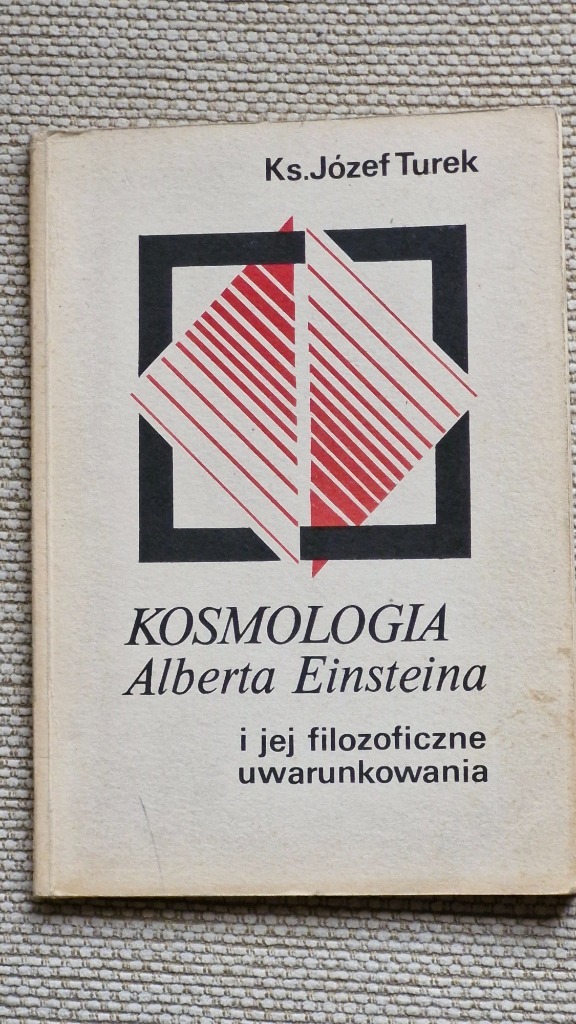 Ks.Józef Turek
KOSMOLOGIA
Alberta Einsteina
i jej filozoficzne
uwarunkowania